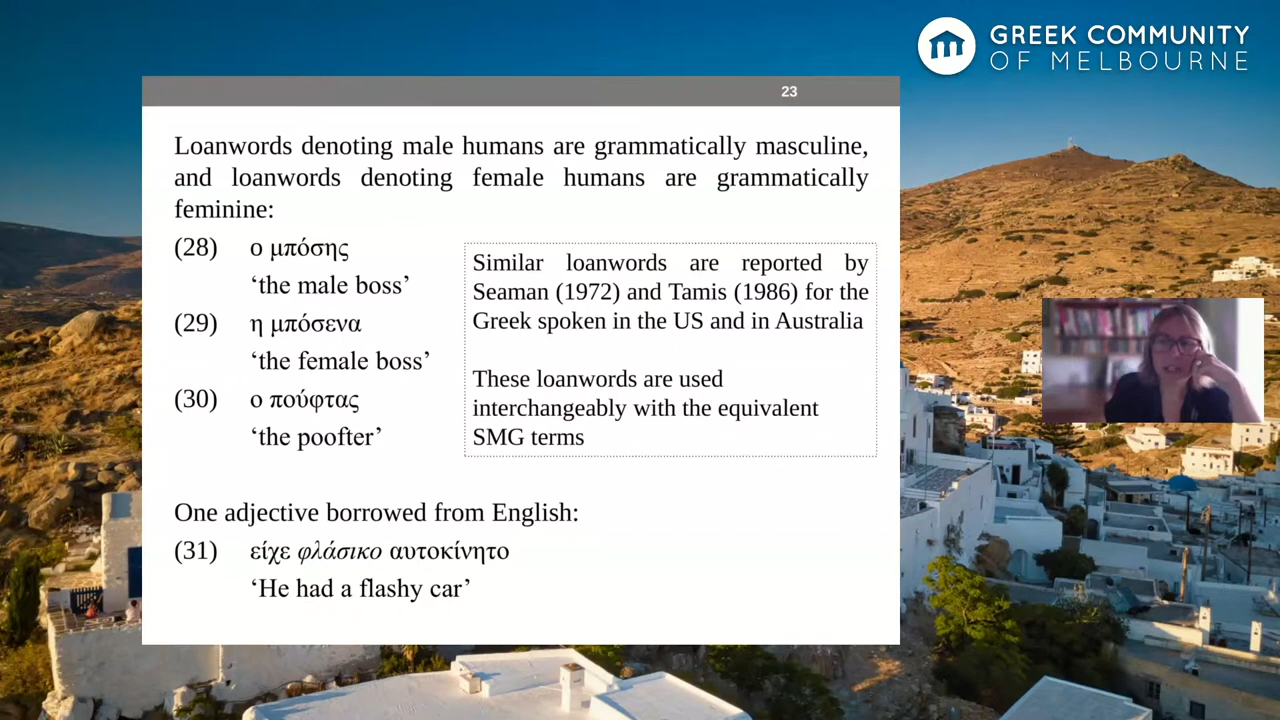 GREEK COMMUNITY
OF MELBOURNE
23
Loanwords denoting male humans are grammatically masculine,
and loanwords denoting female humans are grammatically
feminine:
(28) ο μπόσης
‘the male boss’
(29) η μπόσενα
‘the female boss’
(30) ο πούφτας
‘the poofter’
Similar loanwords are reported by
Seaman (1972) and Tamis (1986) for the
Greek spoken in the US and in Australia
These loanwords are used
interchangeably with the equivalent
SMG terms
One adjective borrowed from English:
(31) είχε φλάσικο αυτοκίνητο
‘He had a flashy car’